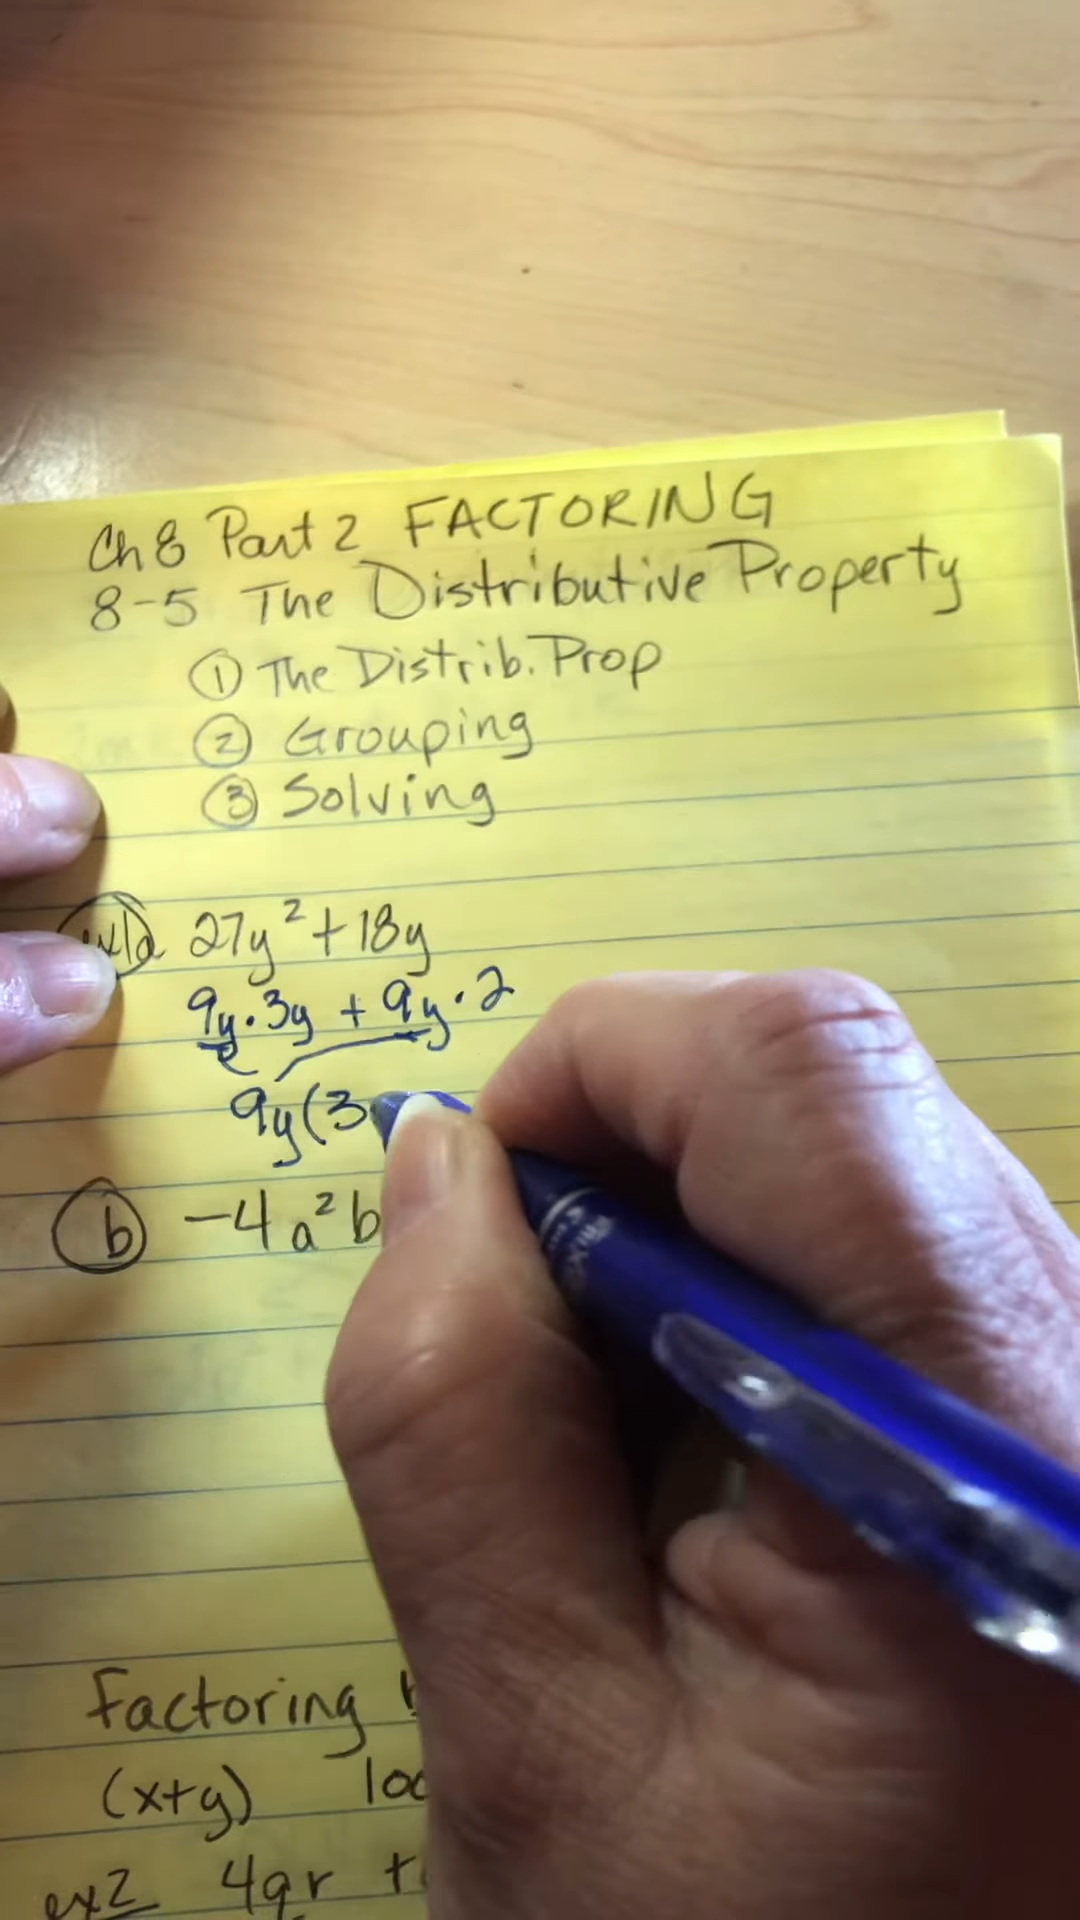 Ch 8 Part 2 FACTORING
8-5 The Distributive Property
① The Distrib. Prop
② Grouping
③ Solving
27y² + 18y
9y · 3y + 9y · 2
9y(3
b -4a²b
Factoring
(x+y)
ex2 4qr +